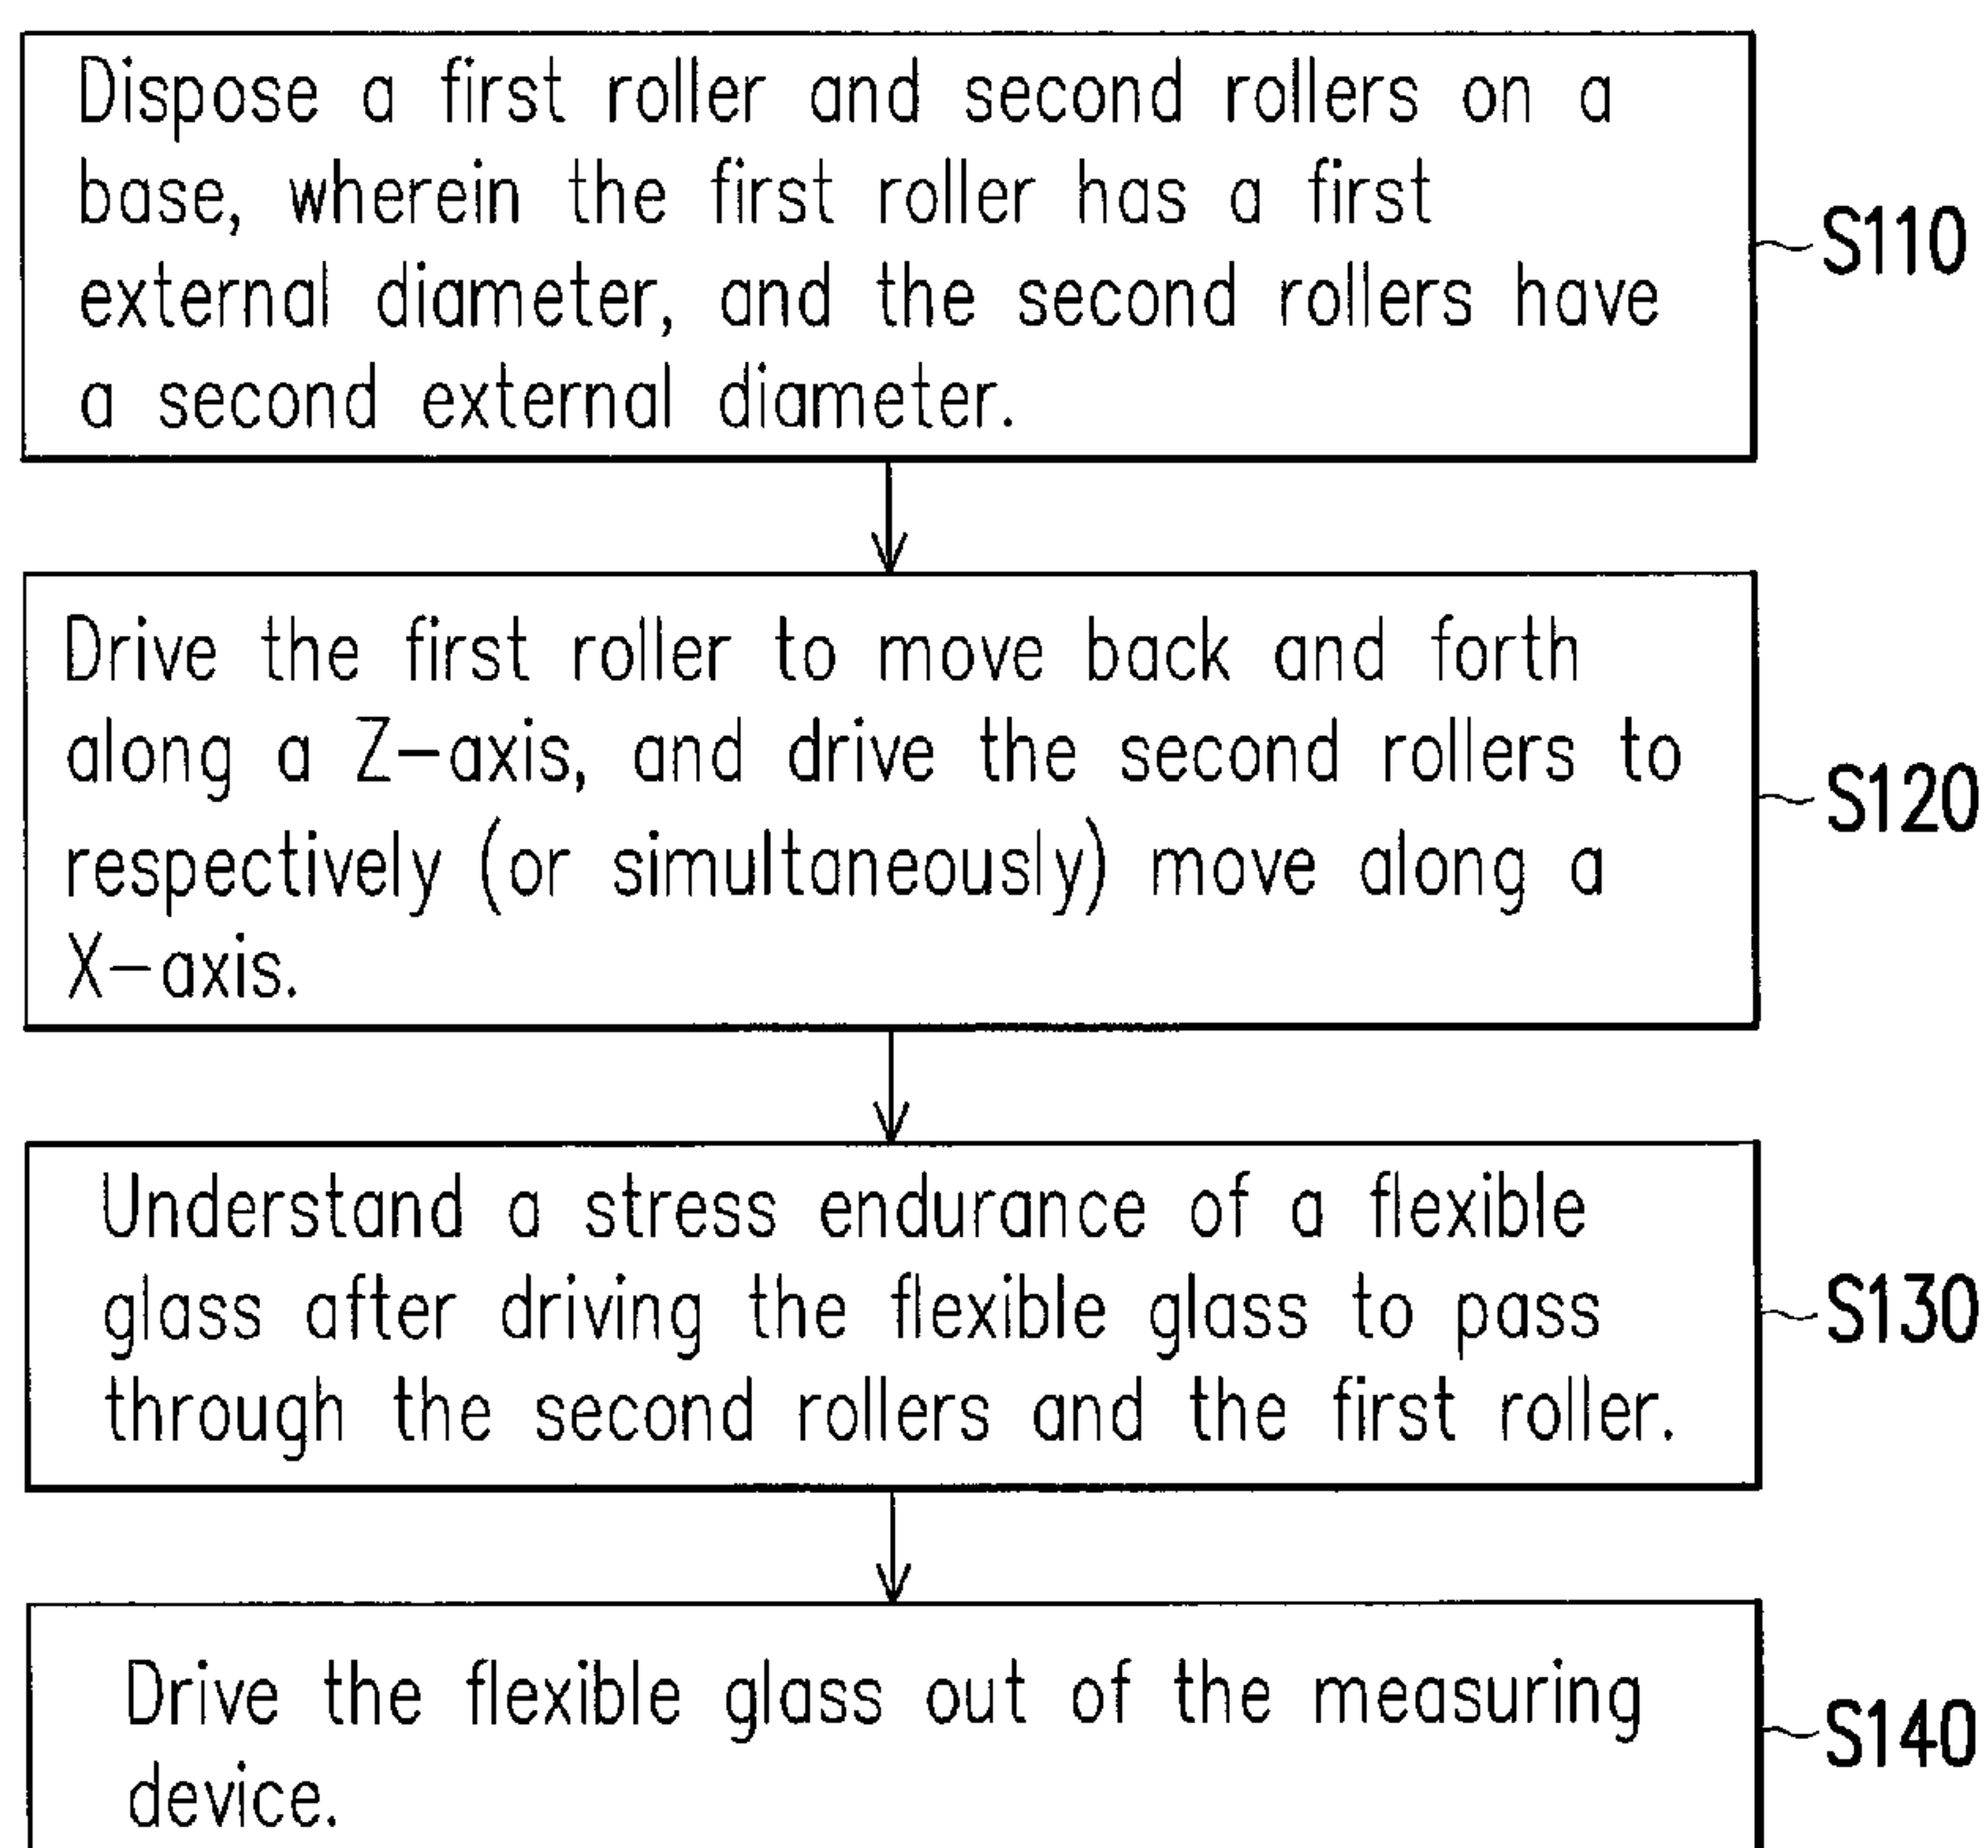 Dispose a first roller and second rollers on a
base, wherein the first roller has a first
external diameter, and the second rollers have
a second external diameter.
S110
Drive the first roller to move back and forth
along a Z-axis, and drive the second rollers to
respectively (or simultaneously) move along a
X-axis.
S120
Understand a stress endurance of a flexible
glass after driving the flexible glass to pass
through the second rollers and the first roller.
S130
Drive the flexible glass out of the measuring
device.
S140